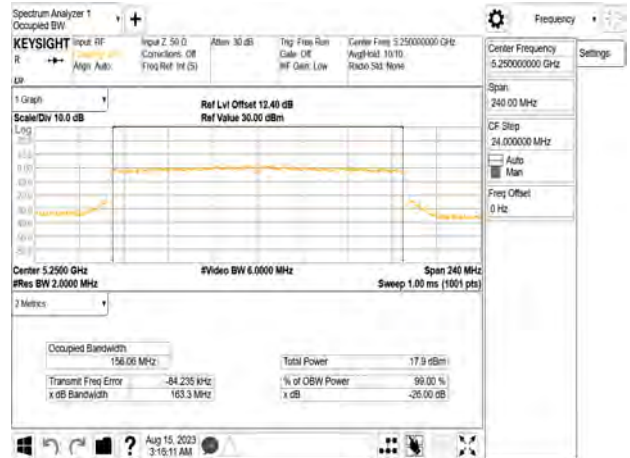 Spectrum Analyzer 1
Occupied BW
Frequency
KEYSIGHT
Input: RF
Input Z: 50 Ω
Atten: 30 dB
Trig: Free Run
Center Freq: 5.250000000 GHz
Corrections: Off
Gate: Off
Avg|Hold: 10/10
Align: Auto
Freq Ref: Int (S)
#IF Gain: Low
Radio Std: None
Center Frequency
5.250000000 GHz
Settings
Span
240.00 MHz
CF Step
24.000000 MHz
Auto
Man
Freq Offset
0 Hz
1 Graph
Ref Lvl Offset 12.40 dB
Scale/Div 10.0 dB
Ref Value 30.00 dBm
Log
Center 5.2500 GHz
#Video BW 6.0000 MHz
Span 240 MHz
#Res BW 2.0000 MHz
Sweep 1.00 ms (1001 pts)
2 Metrics
Occupied Bandwidth
156.06 MHz
Total Power
17.9 dBm
Transmit Freq Error
-84.235 kHz
% of OBW Power
99.00 %
x dB Bandwidth
163.3 MHz
x dB
-26.00 dB
Aug 15, 2023
3:15:11 AM